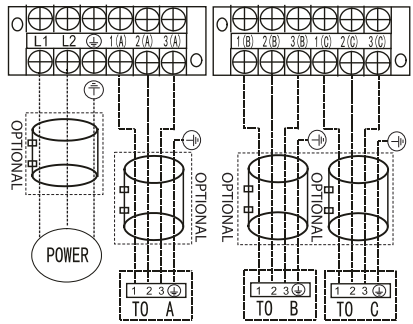 L1 L2 ⏚ 1(A) 2(A) 3(A)
1(B) 2(B) 3(B) 1(C) 2(C) 3(C)
OPTIONAL
OPTIONAL
OPTIONAL
OPTIONAL
POWER
1 2 3 ⏚
TO A
1 2 3 ⏚
TO B
1 2 3 ⏚
TO C